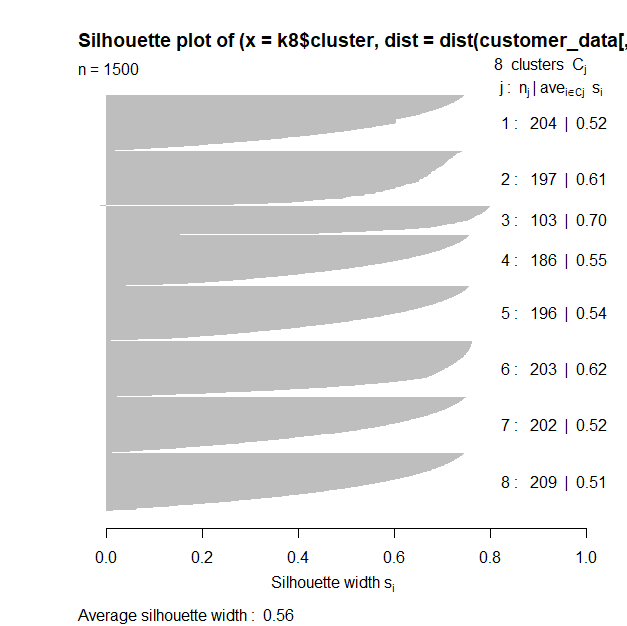 Silhouette plot of (x = k8$cluster, dist = dist(customer_data[,
n = 1500
8 clusters Cj
j : nj | avei∈Cj si
1 : 204 | 0.52
2 : 197 | 0.61
3 : 103 | 0.70
4 : 186 | 0.55
5 : 196 | 0.54
6 : 203 | 0.62
7 : 202 | 0.52
8 : 209 | 0.51
0.0 0.2 0.4 0.6 0.8 1.0
Silhouette width si
Average silhouette width : 0.56